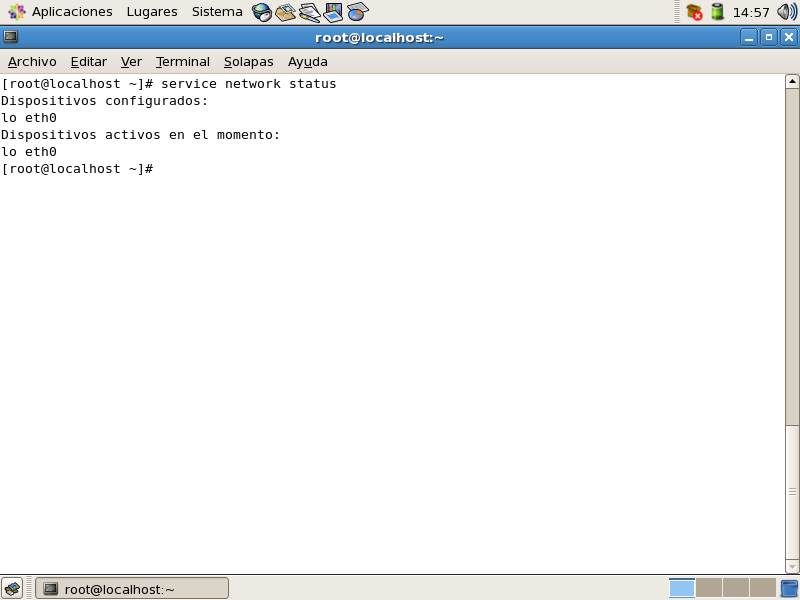 Aplicaciones Lugares Sistema 14:57
root@localhost:~
Archivo Editar Ver Terminal Solapas Ayuda
[root@localhost ~]# service network status
Dispositivos configurados:
lo eth0
Dispositivos activos en el momento:
lo eth0
[root@localhost ~]#
root@localhost:~